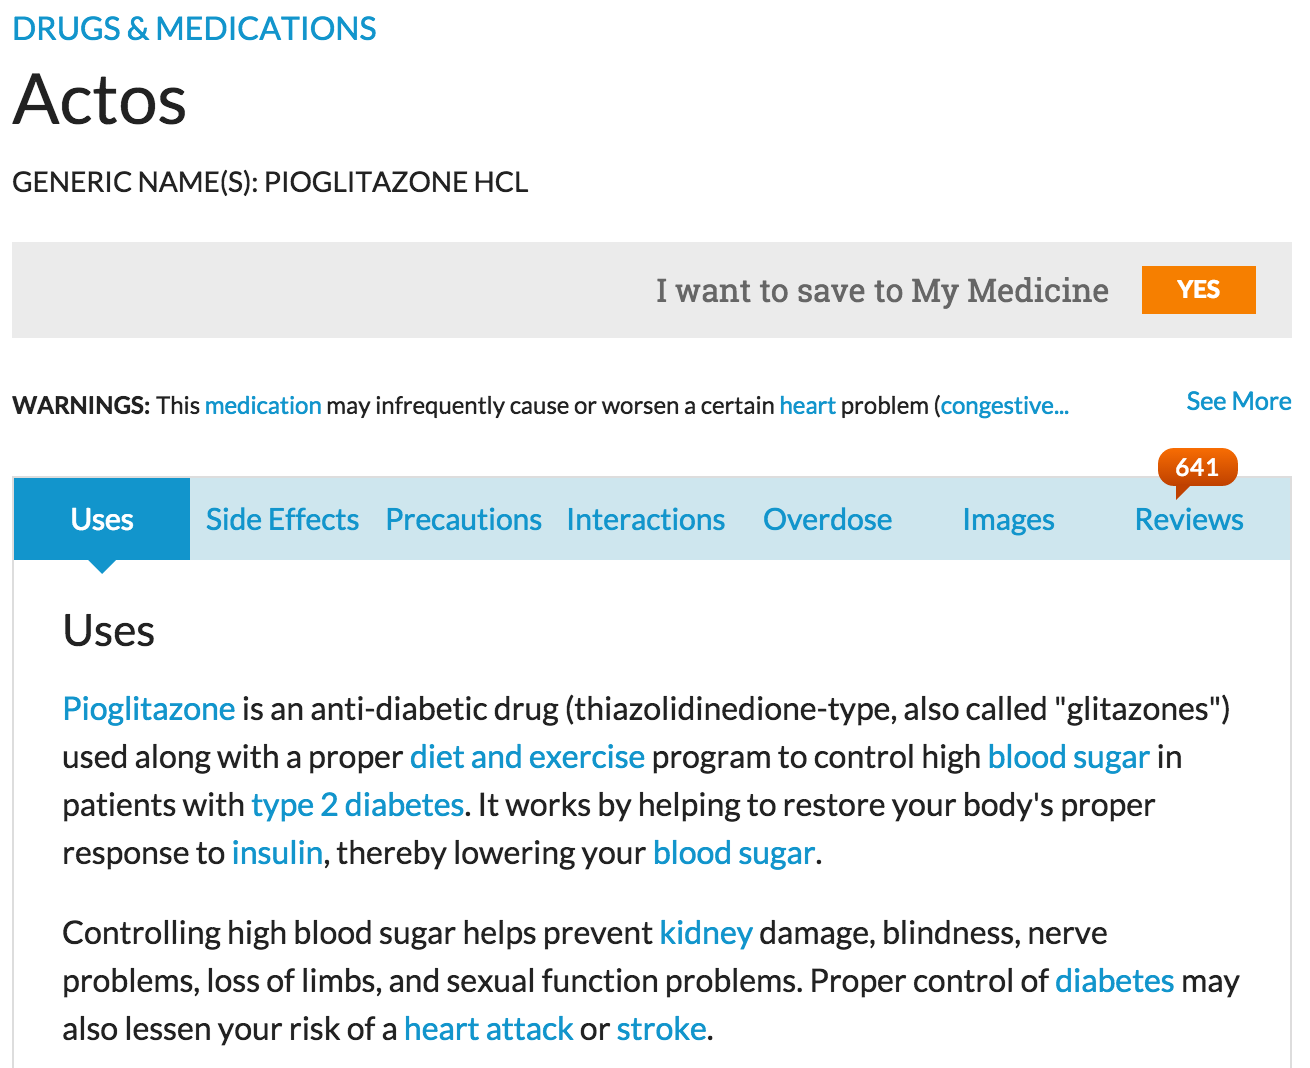 DRUGS & MEDICATIONS
Actos
GENERIC NAME(S): PIOGLITAZONE HCL
I want to save to My Medicine YES
WARNINGS: This medication may infrequently cause or worsen a certain heart problem (congestive... See More
641
Uses Side Effects Precautions Interactions Overdose Images Reviews
Uses
Pioglitazone is an anti-diabetic drug (thiazolidinedione-type, also called "glitazones")
used along with a proper diet and exercise program to control high blood sugar in
patients with type 2 diabetes. It works by helping to restore your body's proper
response to insulin, thereby lowering your blood sugar.
Controlling high blood sugar helps prevent kidney damage, blindness, nerve
problems, loss of limbs, and sexual function problems. Proper control of diabetes may
also lessen your risk of a heart attack or stroke.